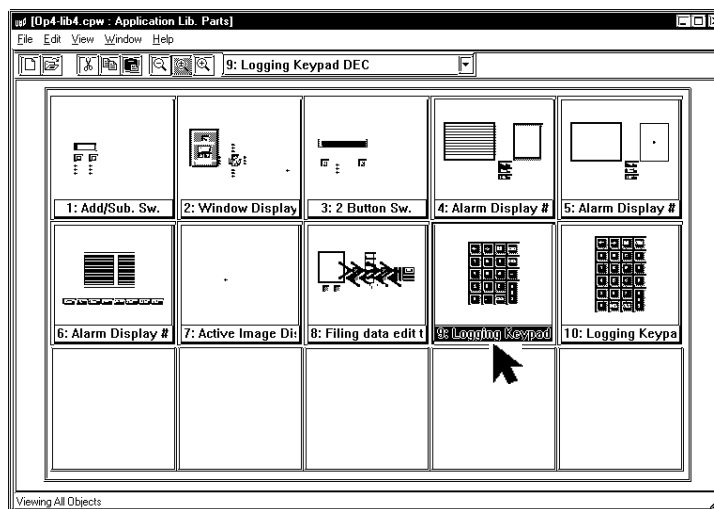 [Op4-lib4.cpw : Application Lib. Parts]
File Edit View Window Help
9: Logging Keypad DEC
1: Add/Sub. Sw.
2: Window Display
3: 2 Button Sw.
4: Alarm Display #
5: Alarm Display #
6: Alarm Display #
7: Active Image Dis
8: Filing data edit t
9: Logging Keypad
10: Logging Keypa
Viewing All Objects